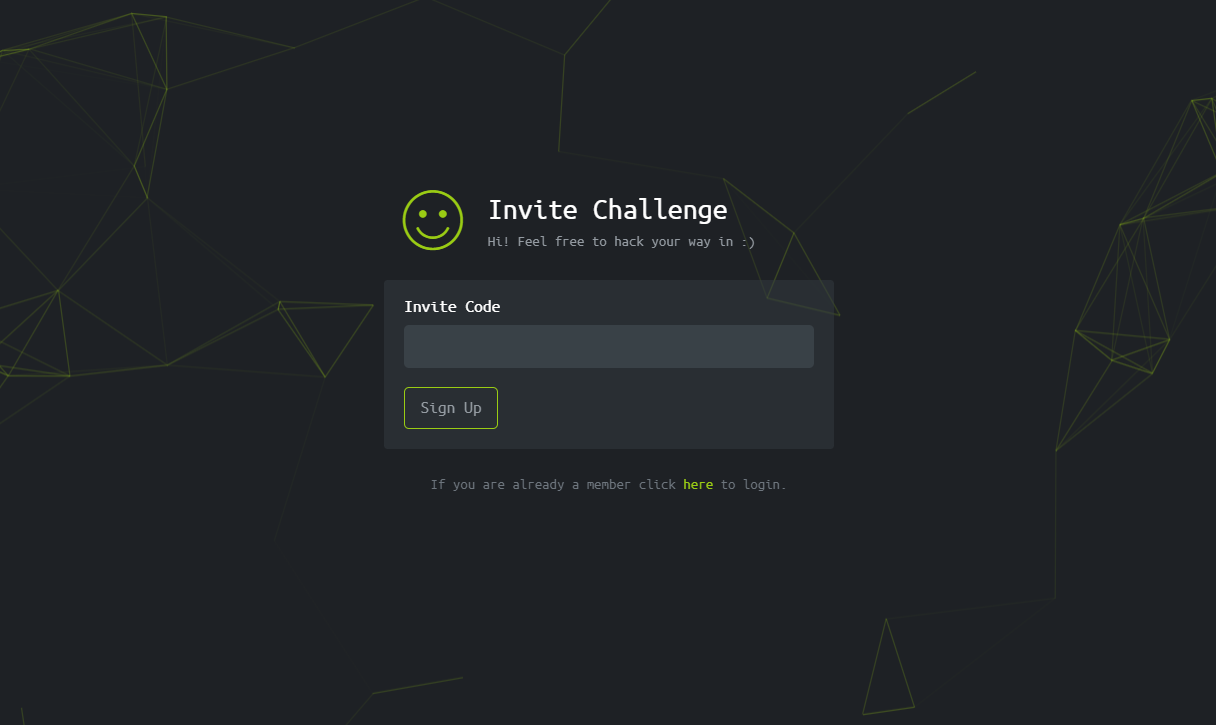 Invite Challenge
Hi! Feel free to hack your way in :)
Invite Code
Sign Up
If you are already a member click here to login.